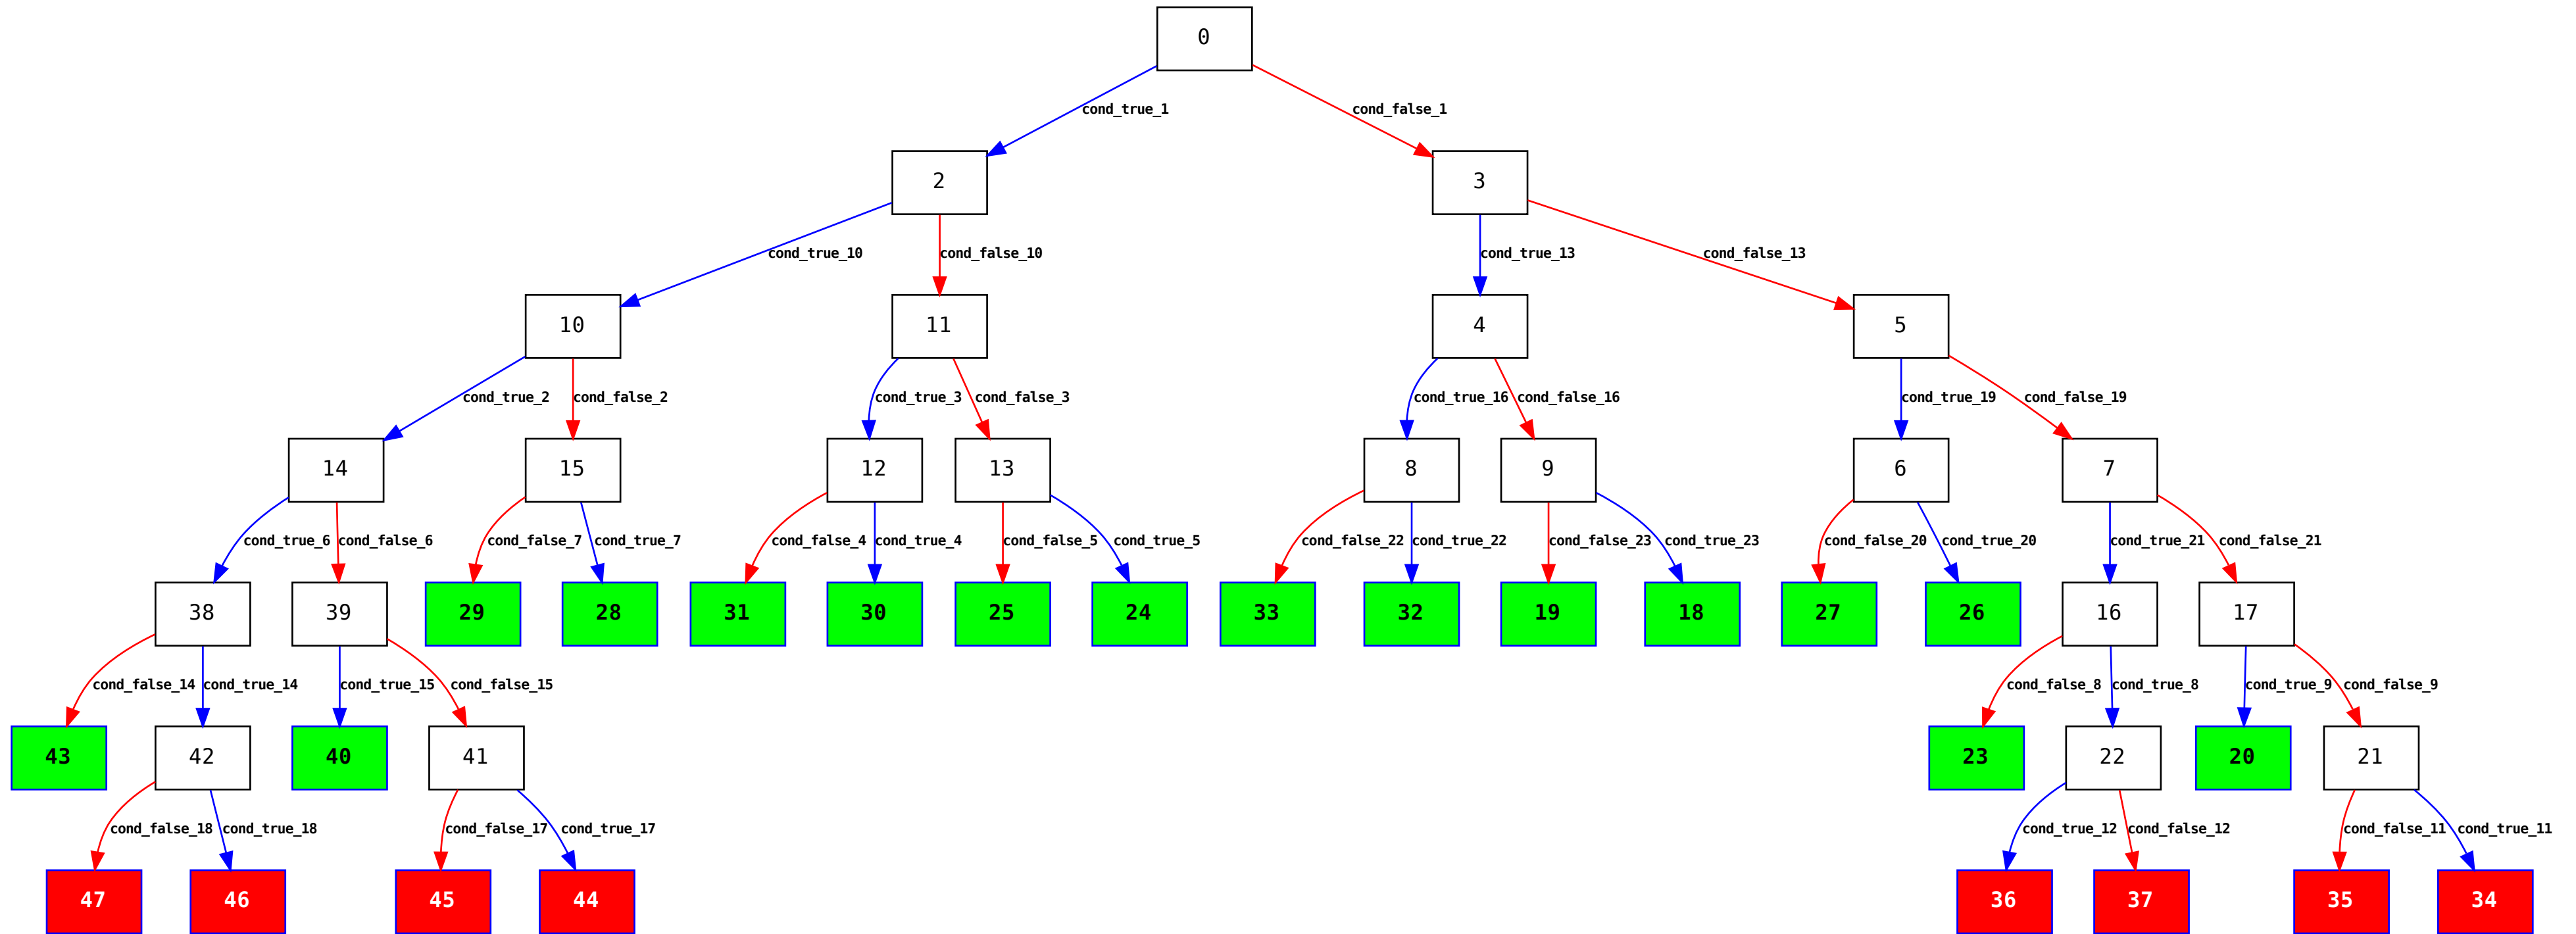 0
cond_true_1 cond_false_1
2 3
cond_true_10 cond_false_10 cond_true_13 cond_false_13
10 11 4 5
cond_true_2 cond_false_2 cond_true_3 cond_false_3 cond_true_16 cond_false_16 cond_true_19 cond_false_19
14 15 12 13 8 9 6 7
cond_true_6 cond_false_6 cond_false_7 cond_true_7 cond_false_4 cond_true_4 cond_false_5 cond_true_5 cond_false_22 cond_true_22 cond_false_23 cond_true_23 cond_false_20 cond_true_20 cond_true_21 cond_false_21
38 39 29 28 31 30 25 24 33 32 19 18 27 26 16 17
cond_false_14 cond_true_14 cond_true_15 cond_false_15 cond_false_8 cond_true_8 cond_true_9 cond_false_9
43 42 40 41 23 22 20 21
cond_false_18 cond_true_18 cond_false_17 cond_true_17 cond_true_12 cond_false_12 cond_false_11 cond_true_11
47 46 45 44 36 37 35 34